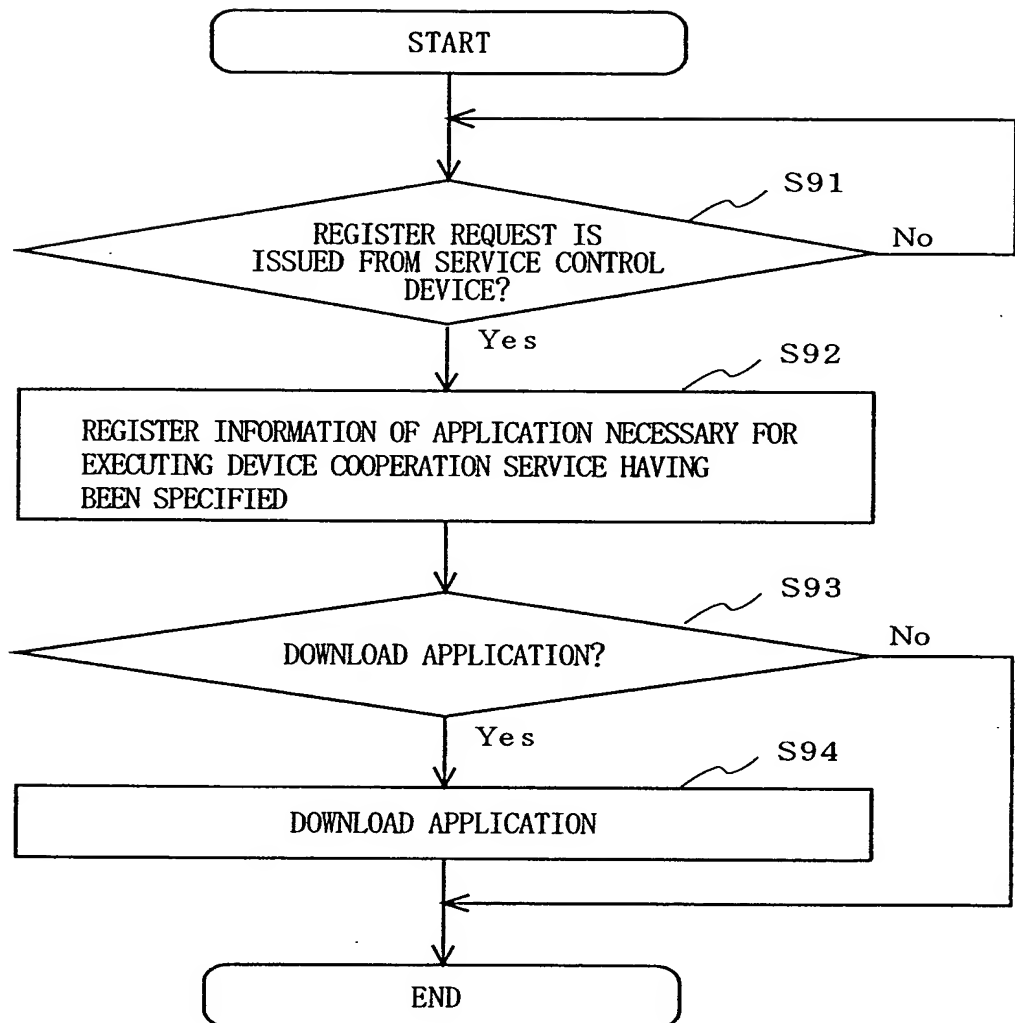 START
S91
REGISTER REQUEST IS
ISSUED FROM SERVICE CONTROL
DEVICE?
No
Yes
S92
REGISTER INFORMATION OF APPLICATION NECESSARY FOR
EXECUTING DEVICE COOPERATION SERVICE HAVING
BEEN SPECIFIED
S93
DOWNLOAD APPLICATION?
No
Yes
S94
DOWNLOAD APPLICATION
END